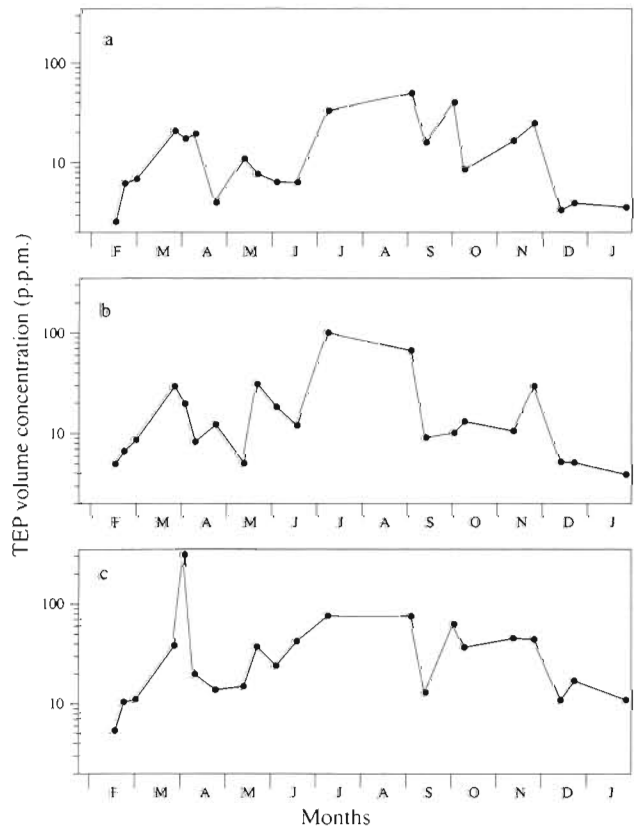 a
100
10
F M A M J J A S O N D J
b
100
10
F M A M J J A S O N D J
c
100
10
F M A M J J A S O N D J
TEP volume concentration (p.p.m.)
Months